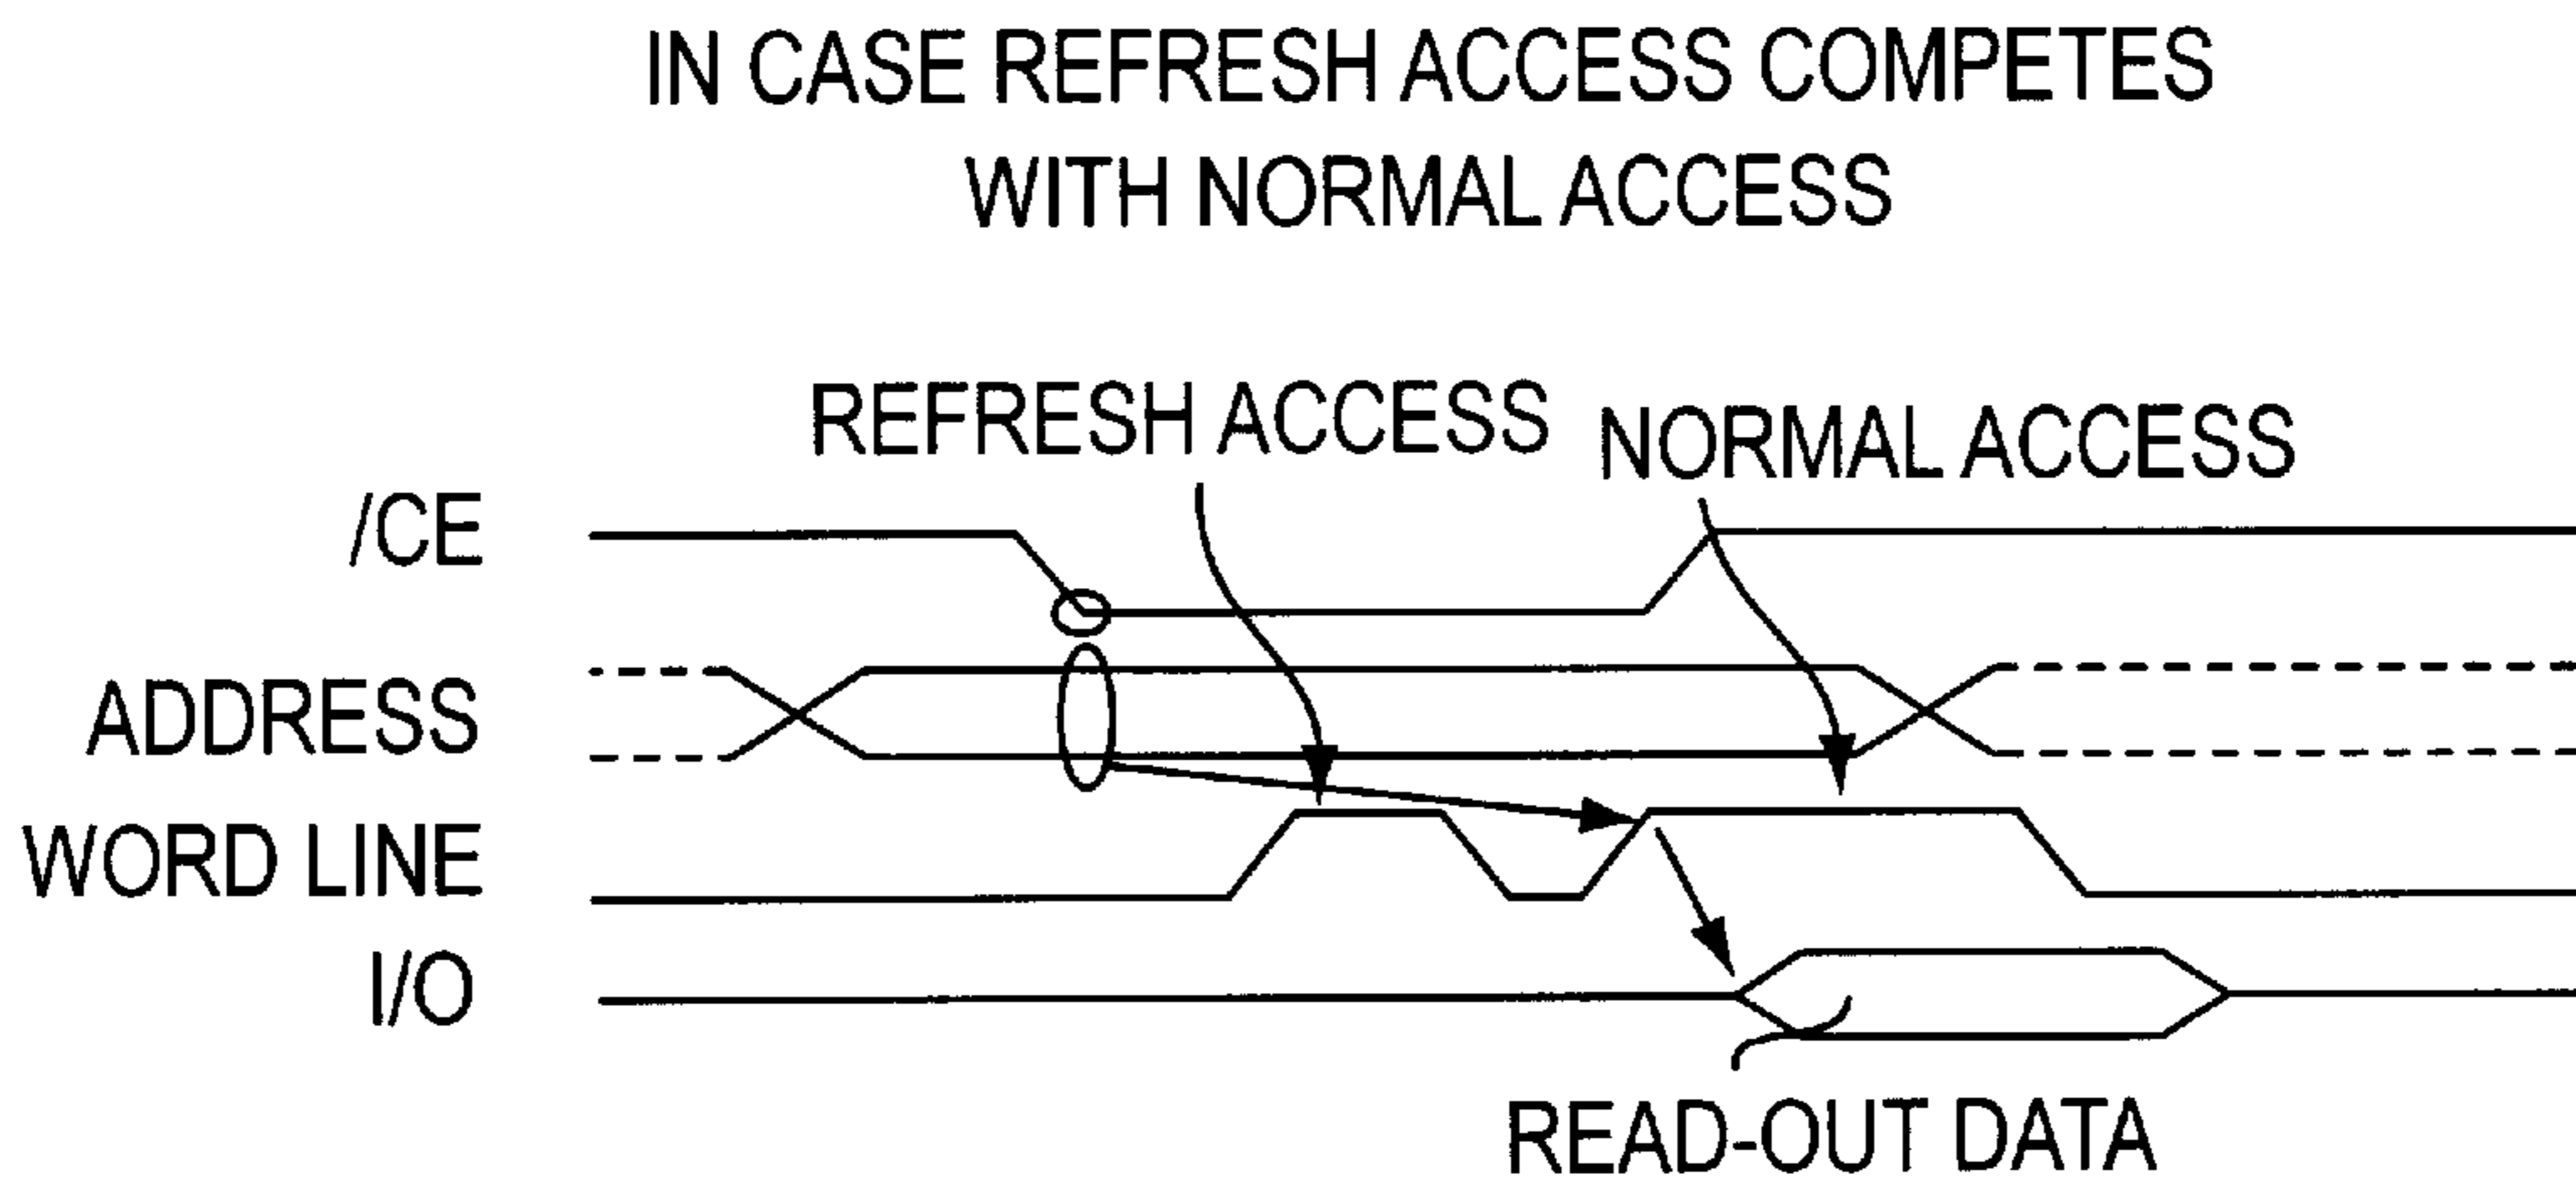 IN CASE REFRESH ACCESS COMPETES
WITH NORMAL ACCESS
REFRESH ACCESS
NORMAL ACCESS
/CE
ADDRESS
WORD LINE
I/O
READ-OUT DATA